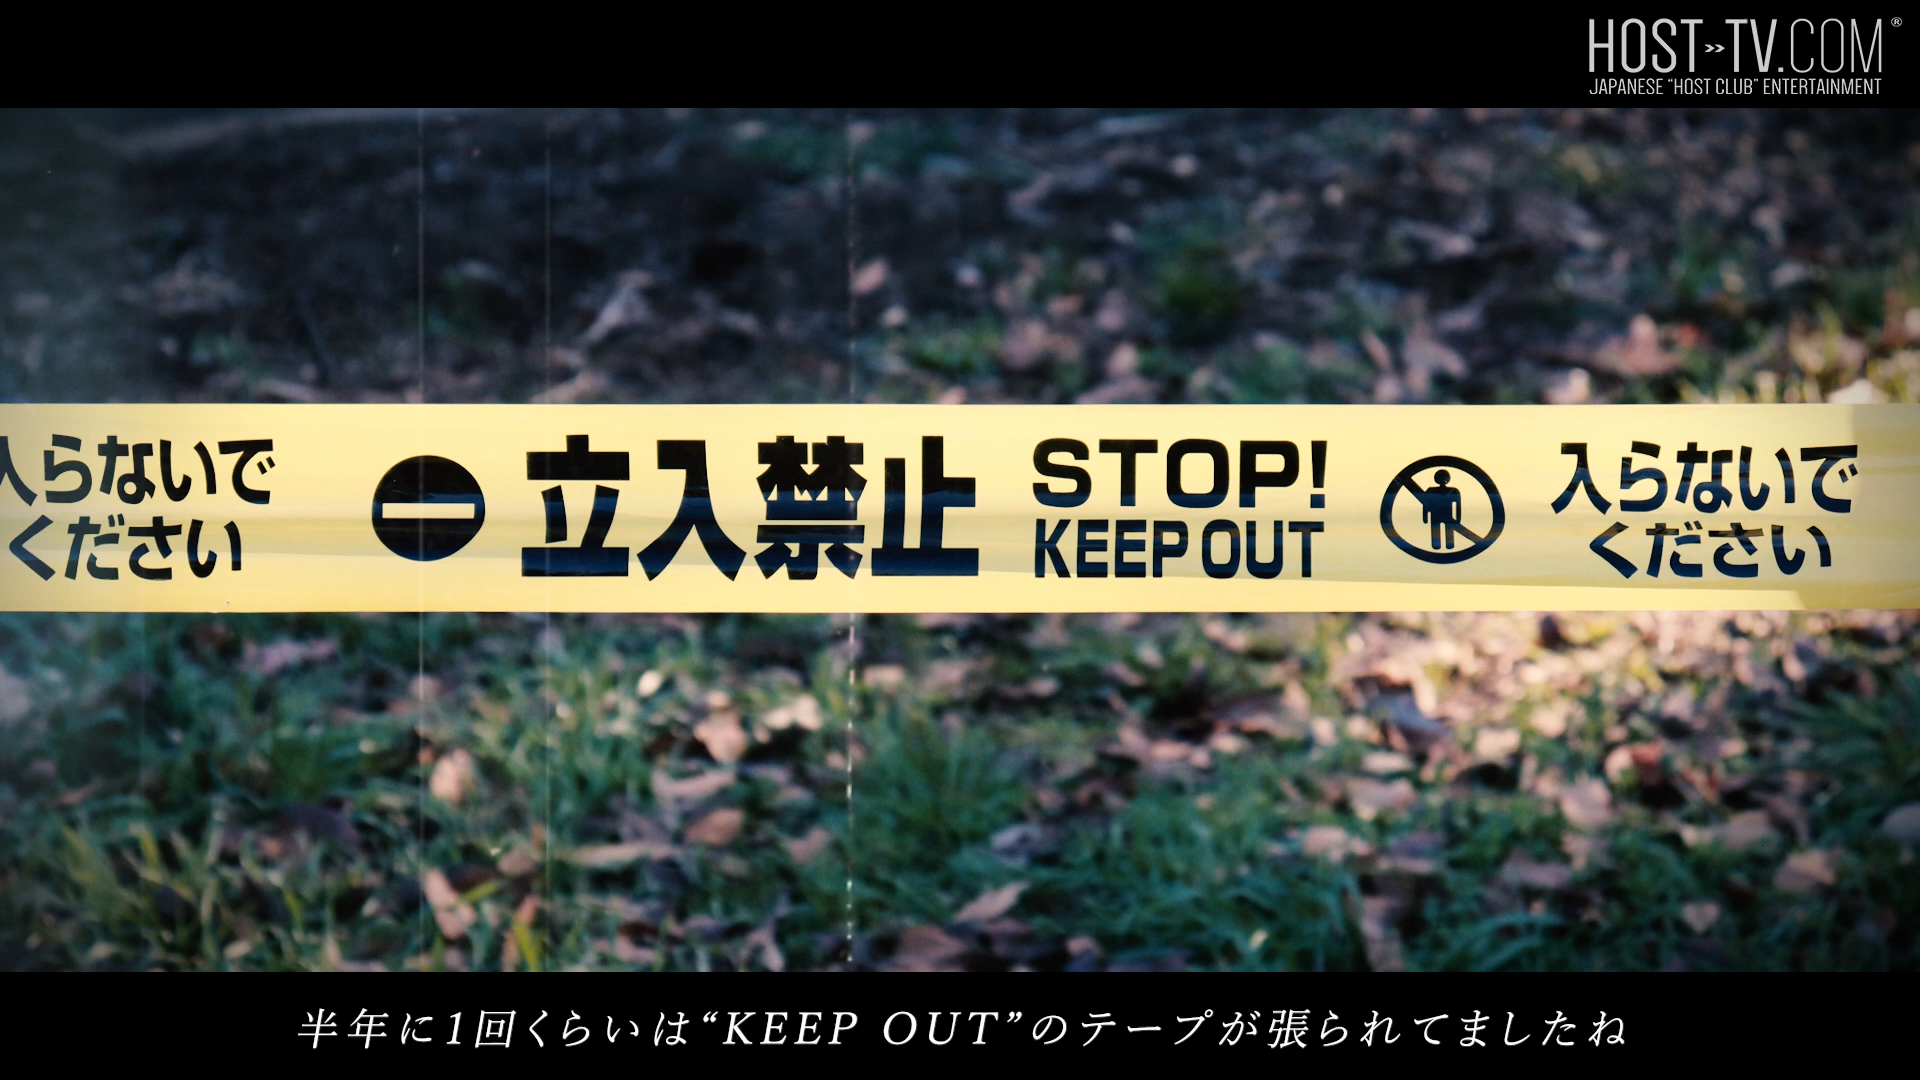 HOST»TV.COM®
JAPANESE "HOST CLUB" ENTERTAINMENT
入らないで
ください
立入禁止
STOP!
KEEP OUT
入らないで
ください
半年に1回くらいは“KEEP OUT”のテープが張られてましたね